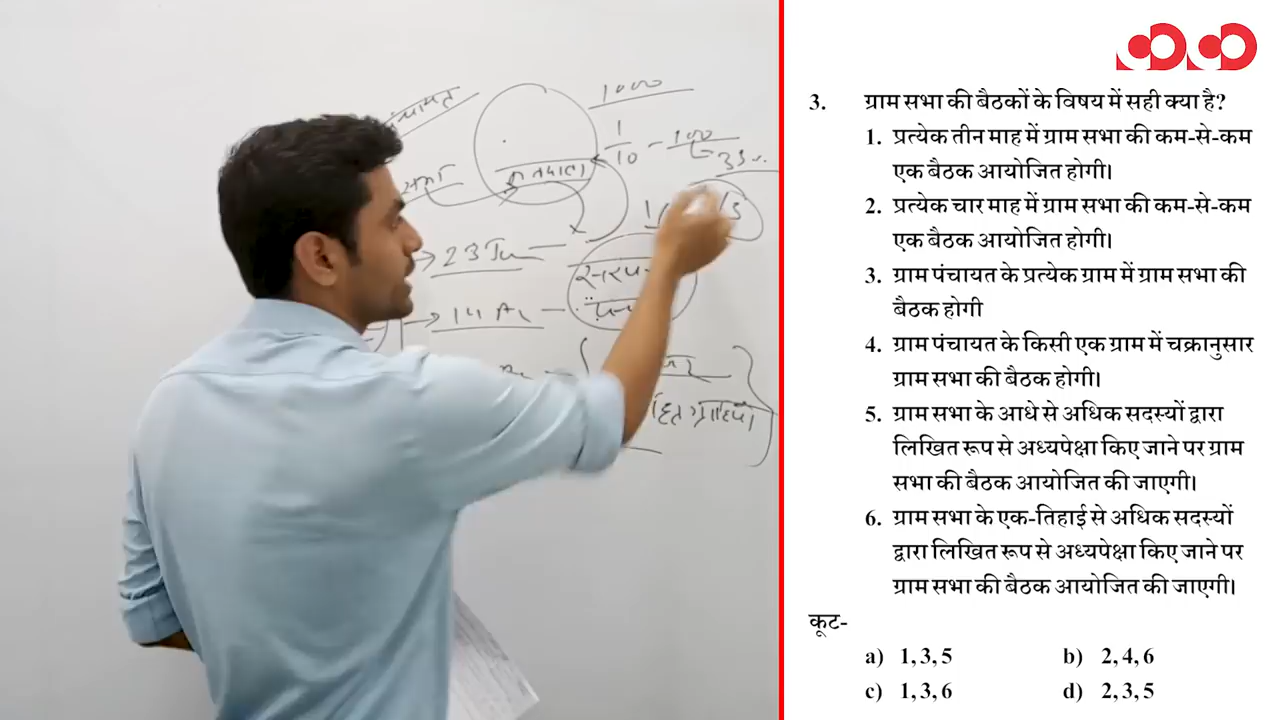 1000
1/10 - 100
33%
→ 23 Jan -
सरपंच
3. ग्राम सभा की बैठकों के विषय में सही क्या है?
1. प्रत्येक तीन माह में ग्राम सभा की कम-से-कम
एक बैठक आयोजित होगी।
2. प्रत्येक चार माह में ग्राम सभा की कम-से-कम
एक बैठक आयोजित होगी।
3. ग्राम पंचायत के प्रत्येक ग्राम में ग्राम सभा की
बैठक होगी
4. ग्राम पंचायत के किसी एक ग्राम में चक्रानुसार
ग्राम सभा की बैठक होगी।
5. ग्राम सभा के आधे से अधिक सदस्यों द्वारा
लिखित रूप से अध्यपेक्षा किए जाने पर ग्राम
सभा की बैठक आयोजित की जाएगी।
6. ग्राम सभा के एक-तिहाई से अधिक सदस्यों
द्वारा लिखित रूप से अध्यपेक्षा किए जाने पर
ग्राम सभा की बैठक आयोजित की जाएगी।
कूट-
a) 1, 3, 5 b) 2, 4, 6
c) 1, 3, 6 d) 2, 3, 5